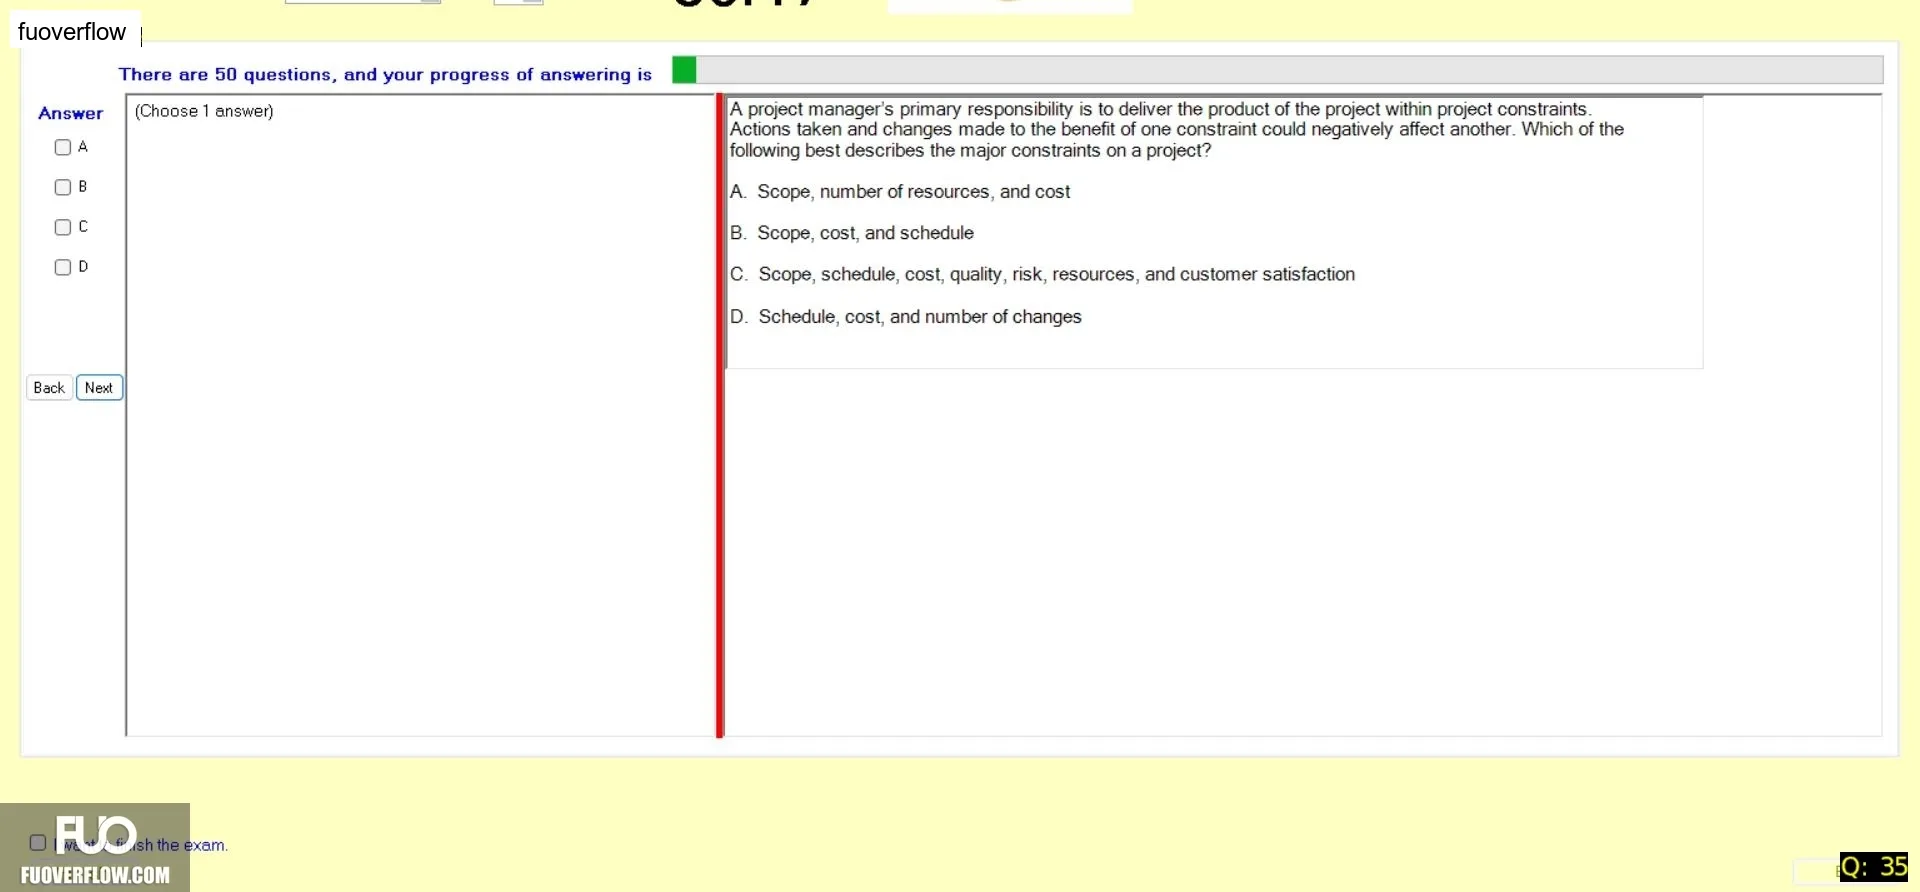 fuoverflow
There are 50 questions, and your progress of answering is
Answer
(Choose 1 answer)
A
B
C
D
Back Next
A project manager's primary responsibility is to deliver the product of the project within project constraints.
Actions taken and changes made to the benefit of one constraint could negatively affect another. Which of the
following best describes the major constraints on a project?
A. Scope, number of resources, and cost
B. Scope, cost, and schedule
C. Scope, schedule, cost, quality, risk, resources, and customer satisfaction
D. Schedule, cost, and number of changes
FUO
I want finish the exam.
FUOVERFLOW.COM
Q: 35